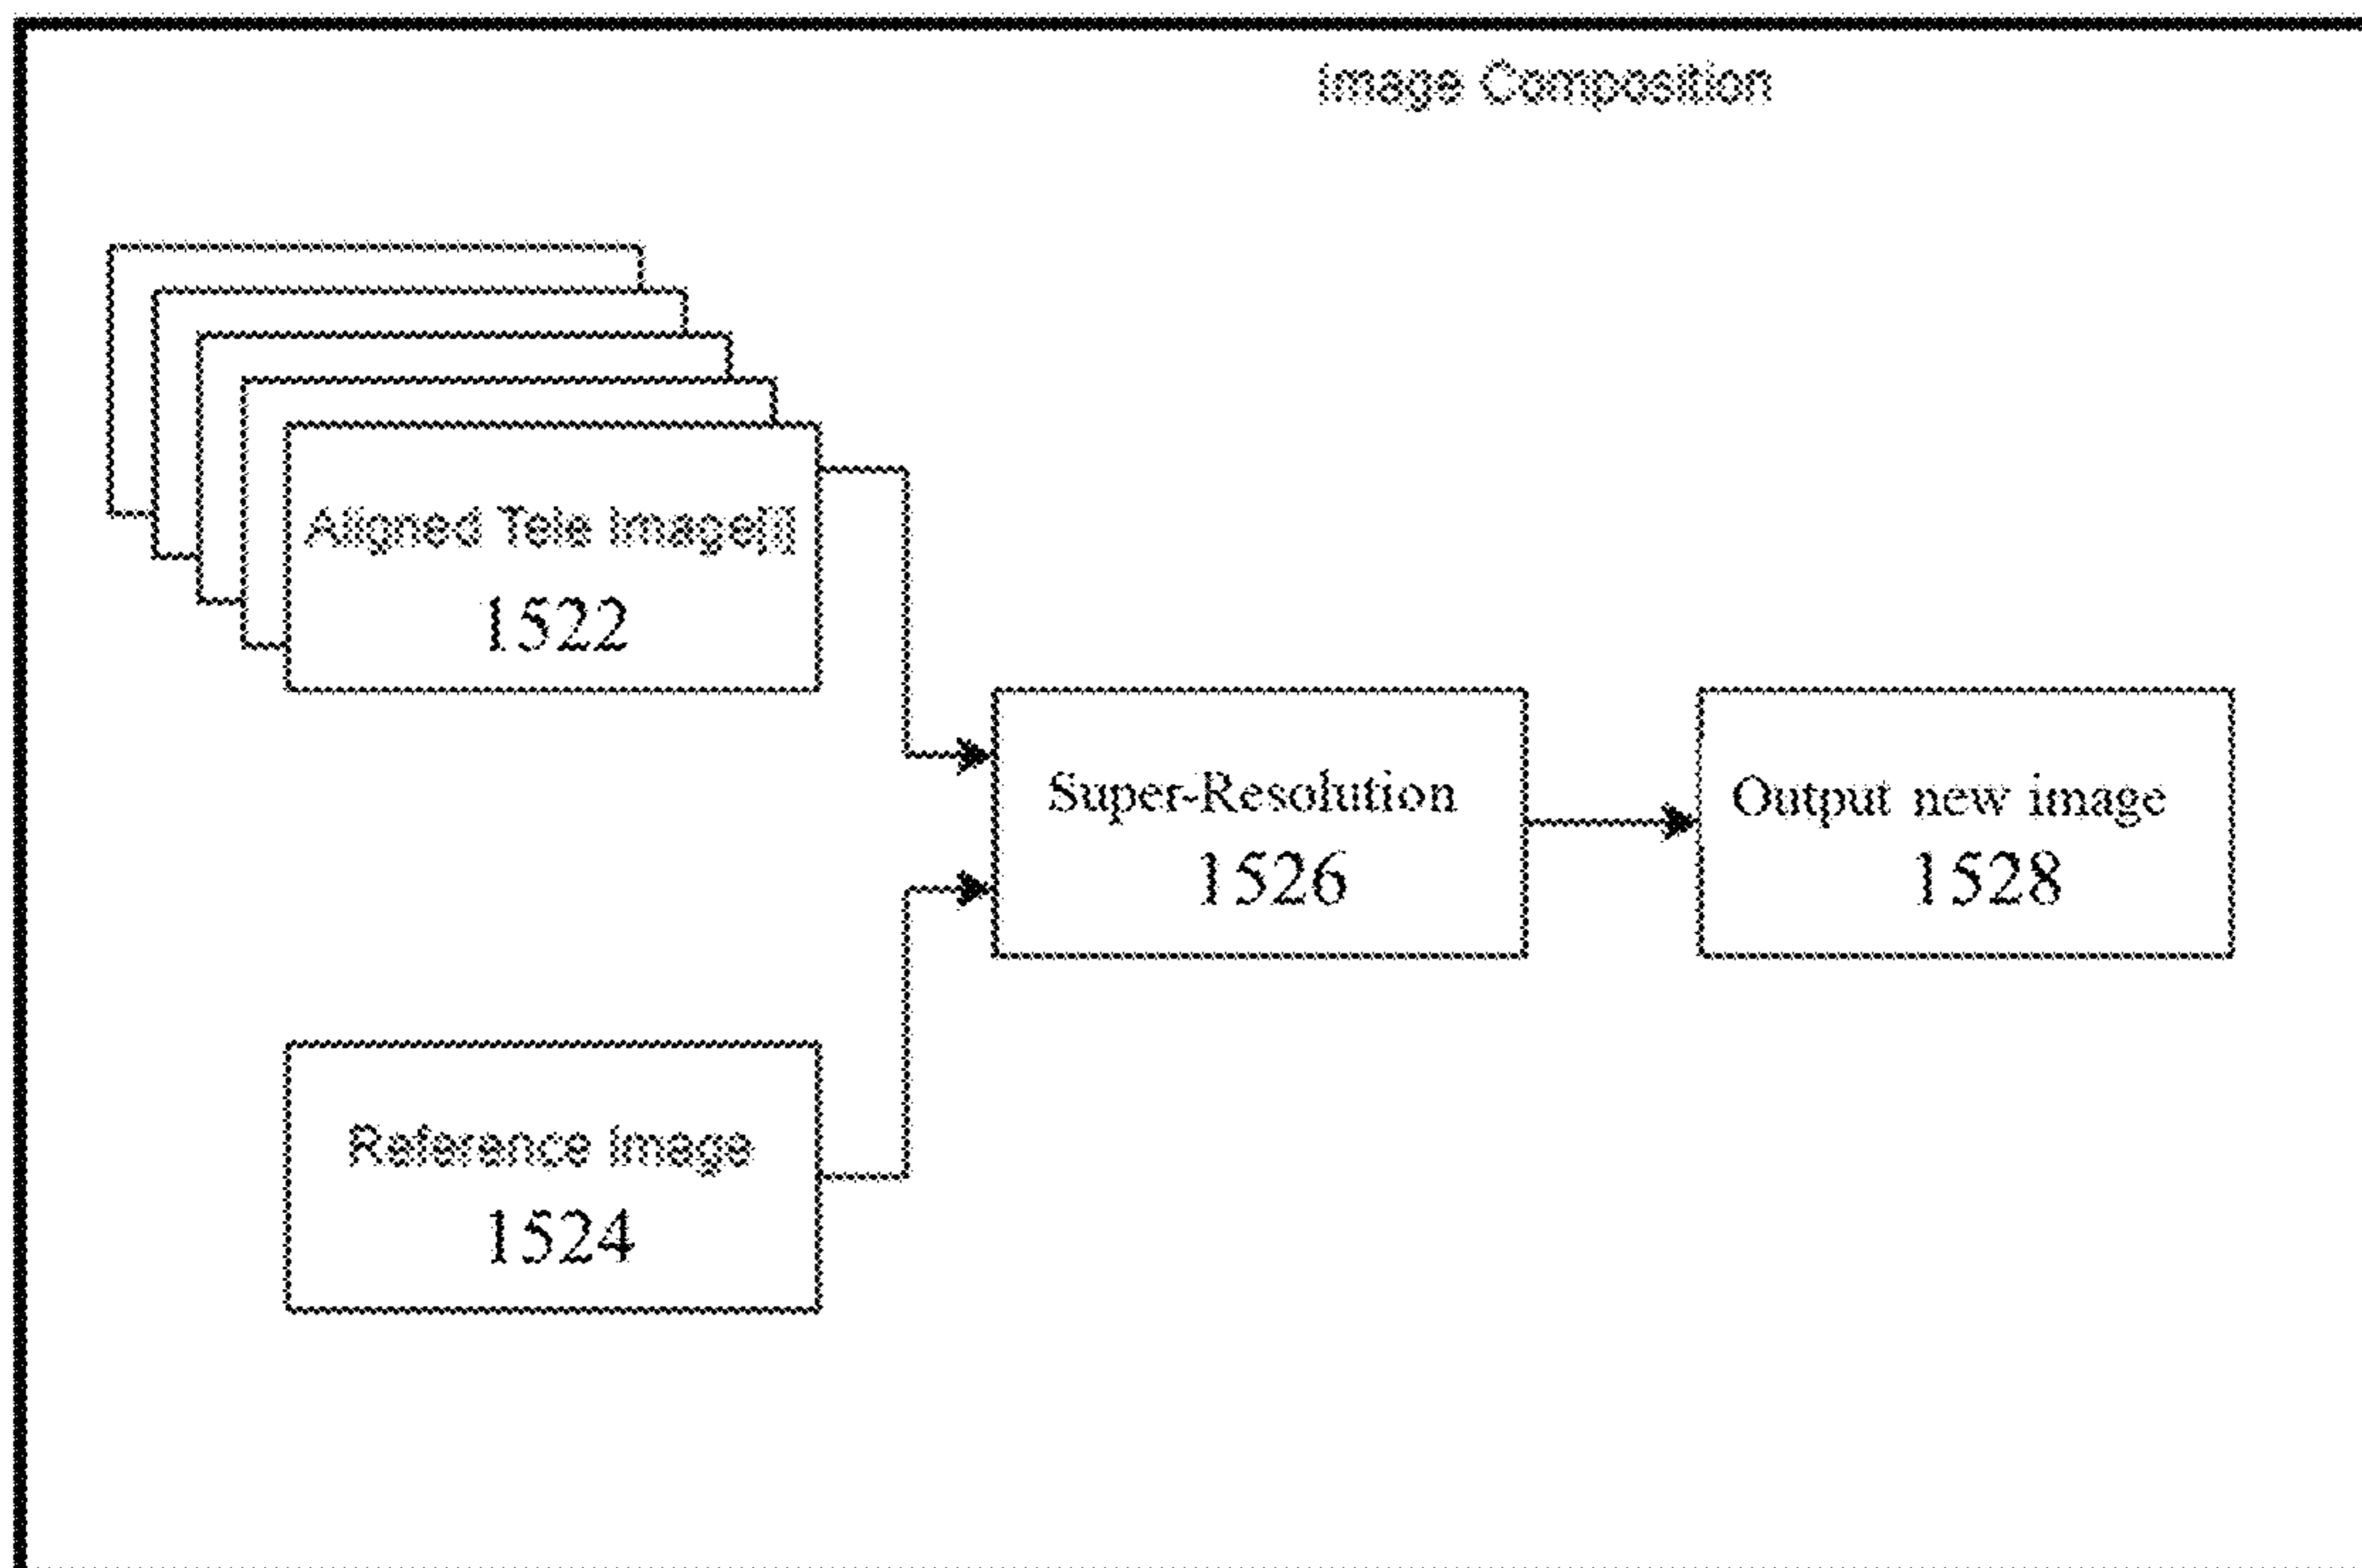 Image Composition
Aligned Tele Image[i]
1522
Super-Resolution
1526
Output new image
1528
Reference Image
1524